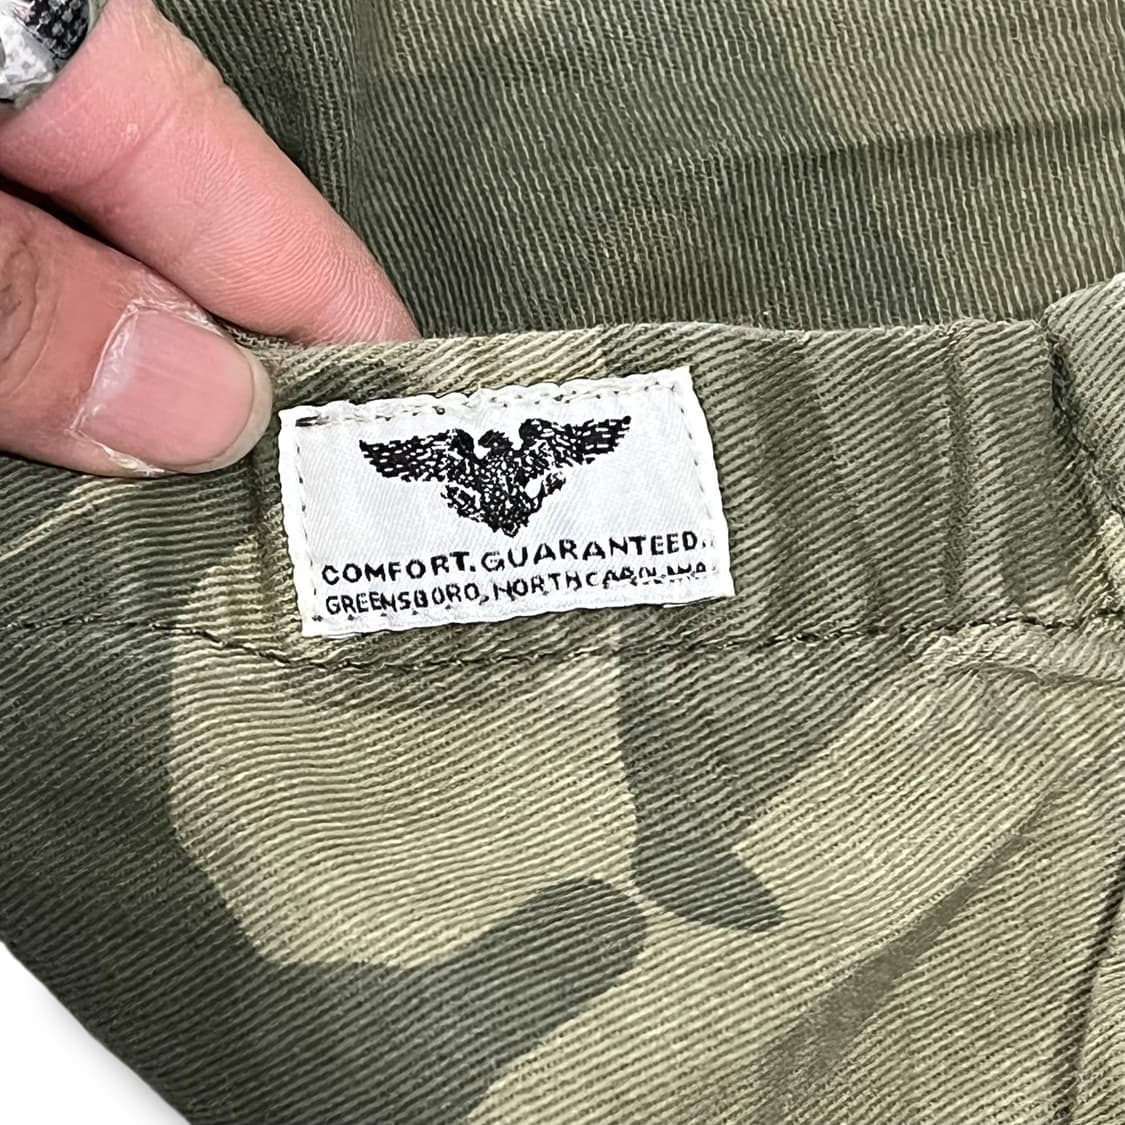 COMFORT. GUARANTEED.
GREENSBORO, NORTH CAROLINA